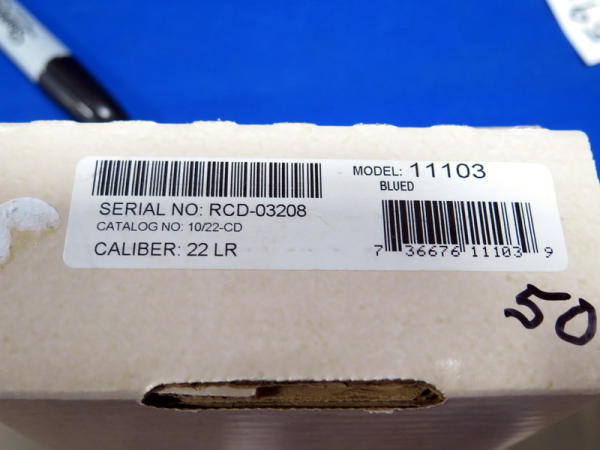 MODEL: 11103
BLUED
SERIAL NO: RCD-03208
CATALOG NO: 10/22-CD
CALIBER: 22 LR
7 36676 11103 9
50